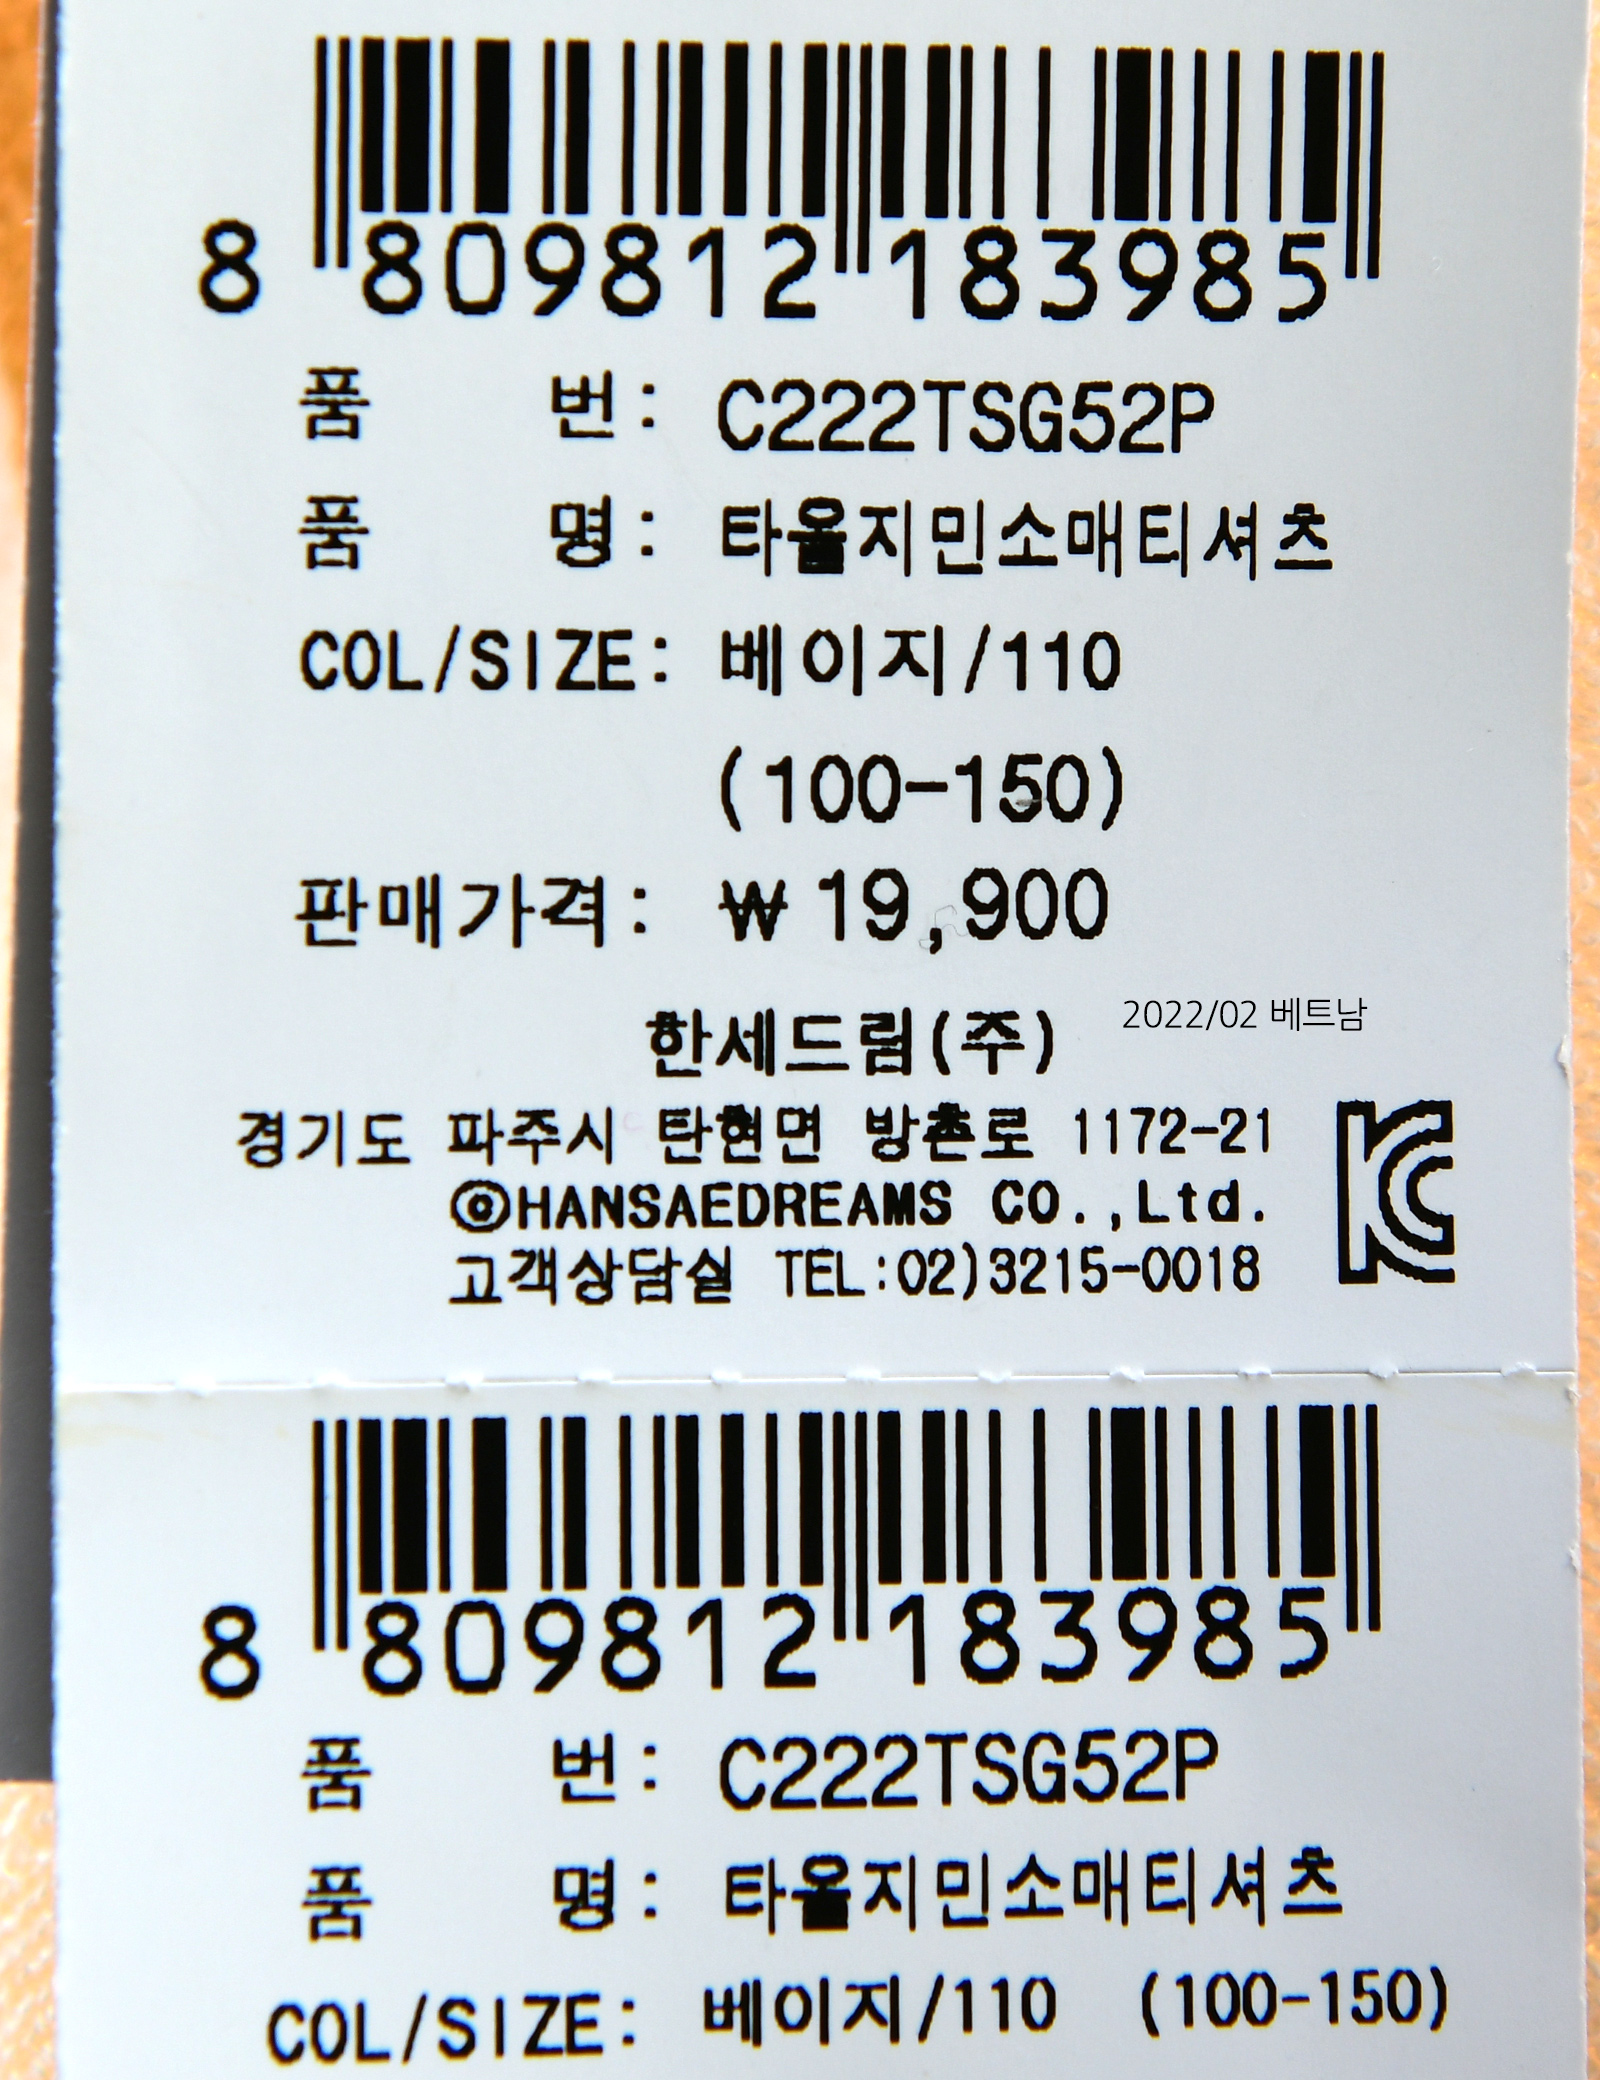 8 809812 183985
품 번: C222TSG52P
품 명: 타올지민소매티셔츠
COL/SIZE: 베이지/110
(100-150)
판매가격: ₩19,900
한세드림(주) 2022/02 베트남
경기도 파주시 탄현면 방촌로 1172-21
©HANSAEDREAMS CO.,Ltd.
고객상담실 TEL:02)3215-0018
KC
8 809812 183985
품 번: C222TSG52P
품 명: 타올지민소매티셔츠
COL/SIZE: 베이지/110 (100-150)